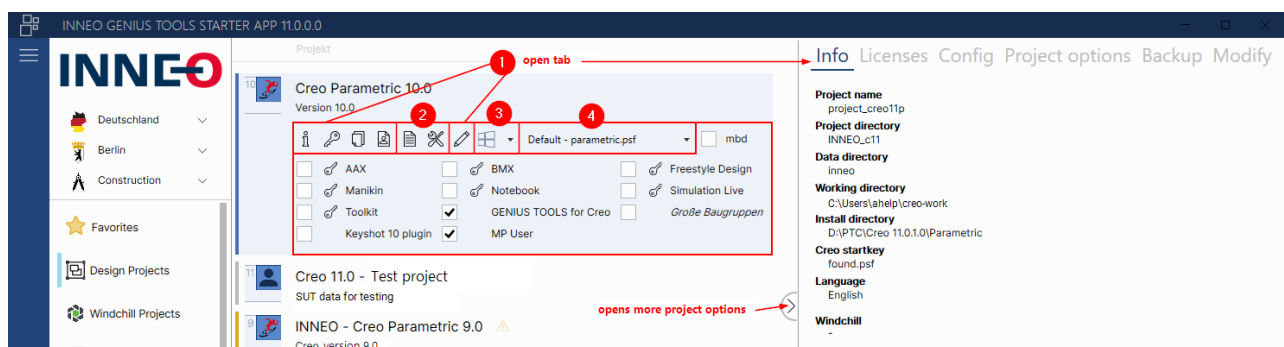 INNEO GENIUS TOOLS STARTER APP 11.0.0.0
INNEO
Deutschland
Berlin
Construction
Favorites
Design Projects
Windchill Projects
Projekt
1
open tab
10
Creo Parametric 10.0
Version 10.0
2
3
4
Default - parametric.psf
mbd
AAX
BMX
Freestyle Design
Manikin
Notebook
Simulation Live
Toolkit
GENIUS TOOLS for Creo
Große Baugruppen
Keyshot 10 plugin
MP User
11
Creo 11.0 - Test project
SUT data for testing
opens more project options
9
INNEO - Creo Parametric 9.0
Creo version 9.0
Info Licenses Config Project options Backup Modify
Project name
project_creo11p
Project directory
INNEO_c11
Data directory
inneo
Working directory
C:\Users\ahelp\creo-work
Install directory
D:\PTC\Creo 11.0.1.0\Parametric
Creo startkey
found.psf
Language
English
Windchill
-